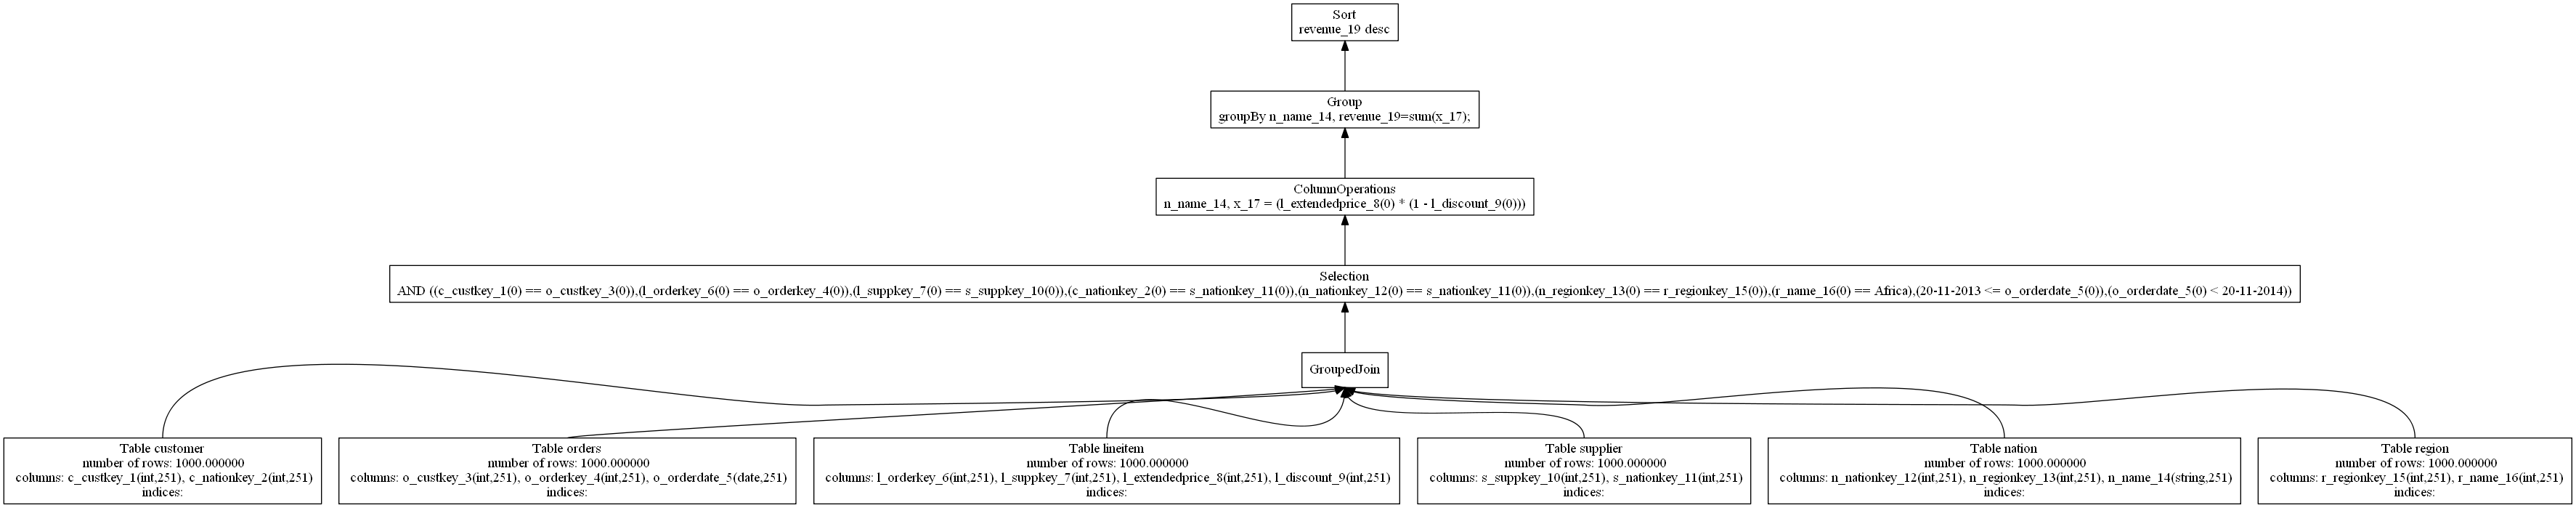 Sort
revenue_19 desc
Group
groupBy n_name_14, revenue_19=sum(x_17);
ColumnOperations
n_name_14, x_17 = (l_extendedprice_8(0) * (1 - l_discount_9(0)))
Selection
AND ((c_custkey_1(0) == o_custkey_3(0)),(l_orderkey_6(0) == o_orderkey_4(0)),(l_suppkey_7(0) == s_suppkey_10(0)),(c_nationkey_2(0) == s_nationkey_11(0)),(n_nationkey_12(0) == s_nationkey_11(0)),(n_regionkey_13(0) == r_regionkey_15(0)),(r_name_16(0) == Africa),(20-11-2013 <= o_orderdate_5(0)),(o_orderdate_5(0) < 20-11-2014))
GroupedJoin
Table customer
number of rows: 1000.000000
columns: c_custkey_1(int,251), c_nationkey_2(int,251)
indices:
Table orders
number of rows: 1000.000000
columns: o_custkey_3(int,251), o_orderkey_4(int,251), o_orderdate_5(date,251)
indices:
Table lineitem
number of rows: 1000.000000
columns: l_orderkey_6(int,251), l_suppkey_7(int,251), l_extendedprice_8(int,251), l_discount_9(int,251)
indices:
Table supplier
number of rows: 1000.000000
columns: s_suppkey_10(int,251), s_nationkey_11(int,251)
indices:
Table nation
number of rows: 1000.000000
columns: n_nationkey_12(int,251), n_regionkey_13(int,251), n_name_14(string,251)
indices:
Table region
number of rows: 1000.000000
columns: r_regionkey_15(int,251), r_name_16(int,251)
indices: